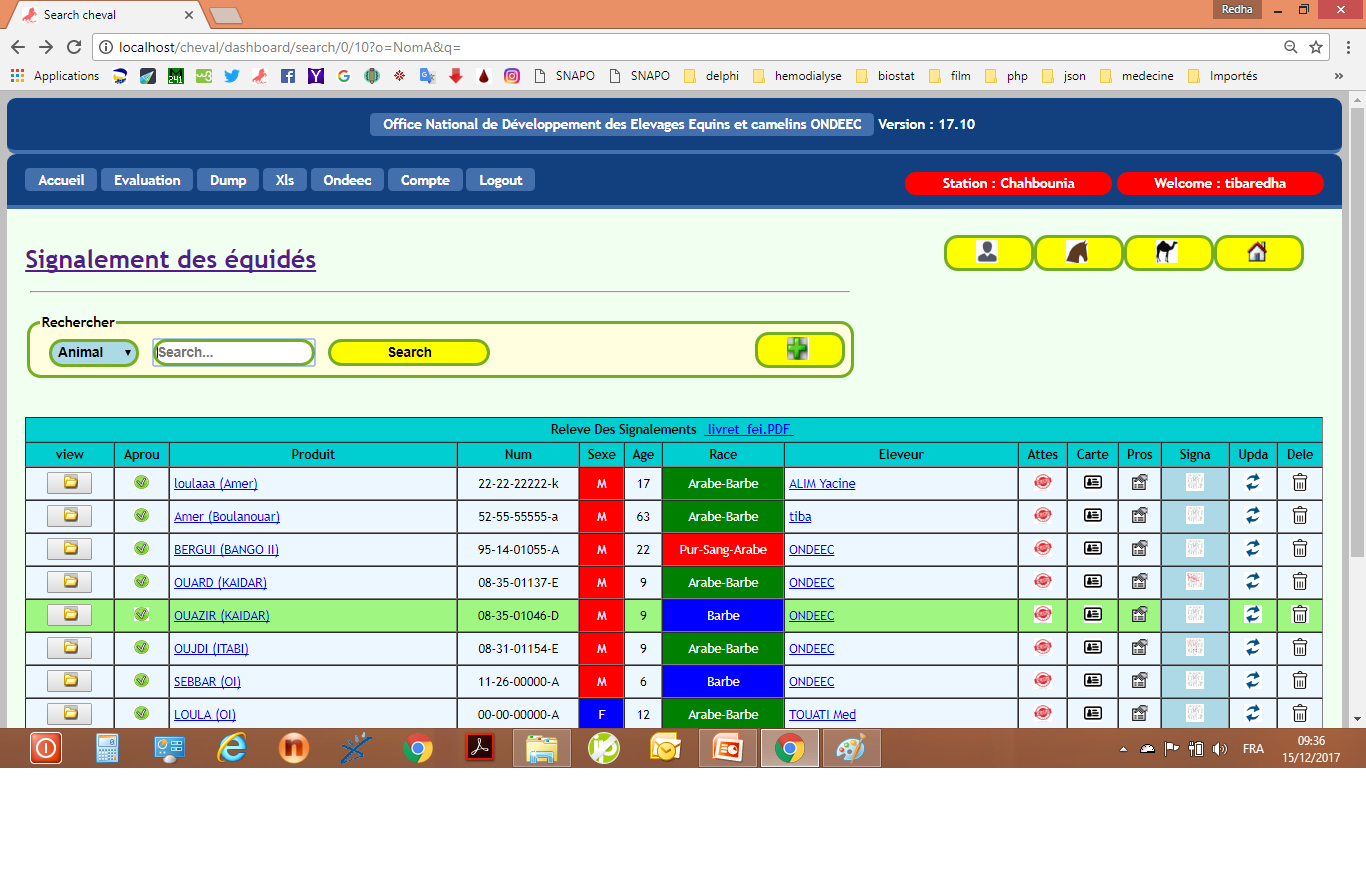 Search cheval
Redha
localhost/cheval/dashboard/search/0/10?o=NomA&q=
Applications SNAPO SNAPO delphi hemodialyse biostat film php json medecine Importés »
Office National de Développement des Elevages Equins et camelins ONDEEC Version : 17.10
Accueil Evaluation Dump Xls Ondeec Compte Logout Station : Chahbounia Welcome : tibaredha
Signalement des équidés
Rechercher
Animal Search... Search
Releve Des Signalements livret_fei.PDF
view Aprou Produit Num Sexe Age Race Eleveur Attes Carte Pros Signa Upda Dele
loulaaa (Amer) 22-22-22222-k M 17 Arabe-Barbe ALIM Yacine
Amer (Boulanouar) 52-55-55555-a M 63 Arabe-Barbe tiba
BERGUI (BANGO II) 95-14-01055-A M 22 Pur-Sang-Arabe ONDEEC
OUARD (KAIDAR) 08-35-01137-E M 9 Arabe-Barbe ONDEEC
OUAZIR (KAIDAR) 08-35-01046-D M 9 Barbe ONDEEC
OUJDI (ITABI) 08-31-01154-E M 9 Arabe-Barbe ONDEEC
SEBBAR (OI) 11-26-00000-A M 6 Barbe ONDEEC
LOULA (OI) 00-00-00000-A F 12 Arabe-Barbe TOUATI Med
FRA
09:36
15/12/2017